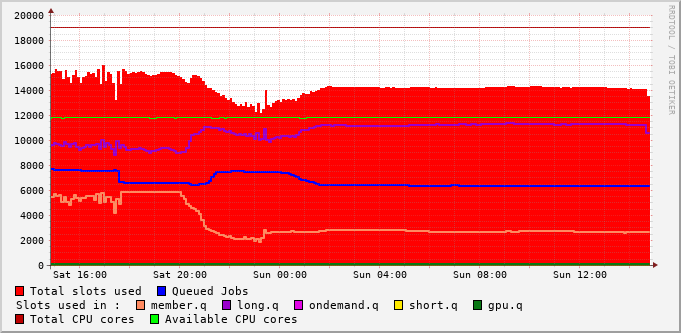 20000
18000
16000
14000
12000
10000
8000
6000
4000
2000
0
Sat 16:00 Sat 20:00 Sun 00:00 Sun 04:00 Sun 08:00 Sun 12:00
RRDTOOL / TOBI OETIKER
Total slots used Queued Jobs
Slots used in : member.q long.q ondemand.q short.q gpu.q
Total CPU cores Available CPU cores